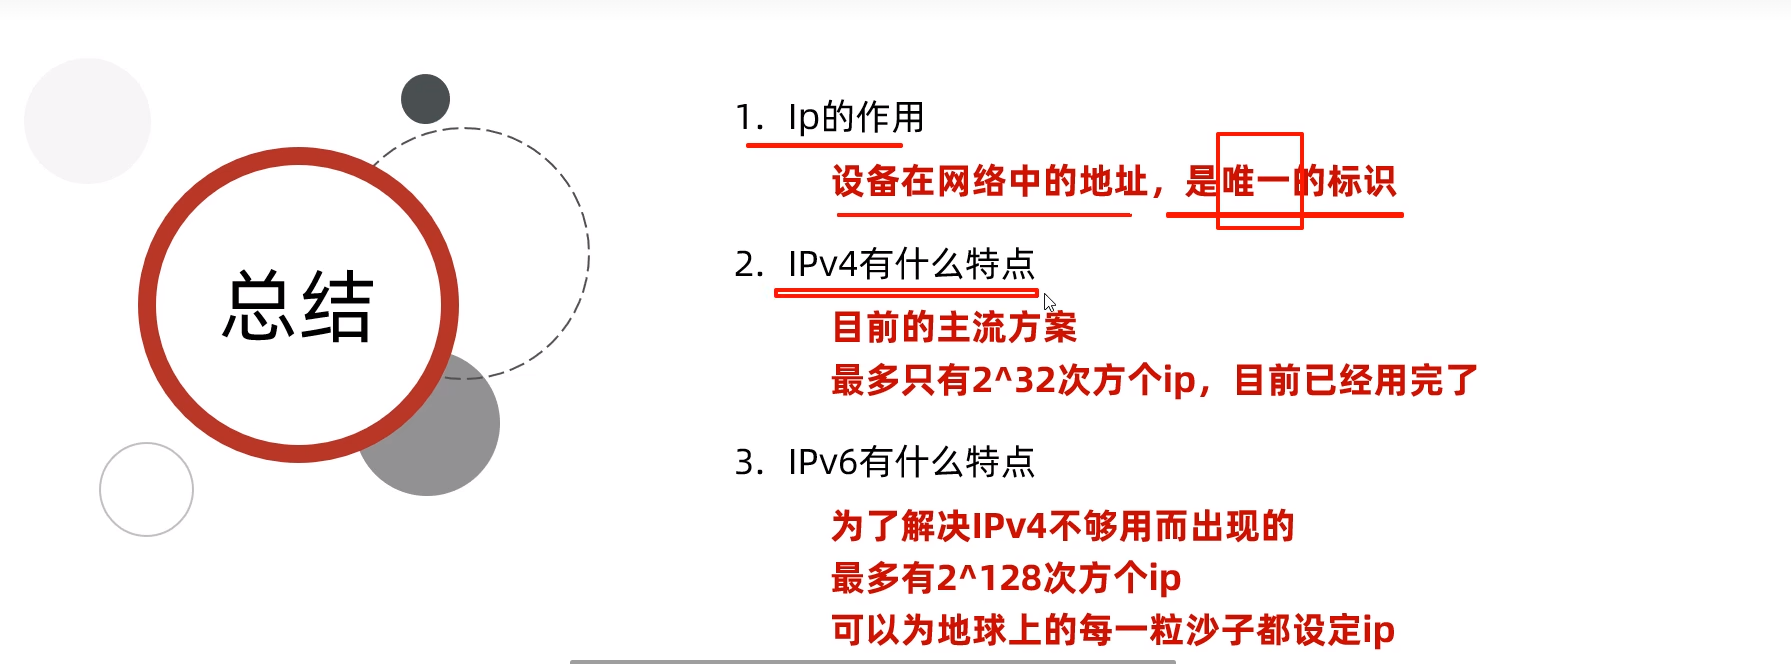 总结
1. Ip的作用
设备在网络中的地址，是唯一的标识
2. IPv4有什么特点
目前的主流方案
最多只有2^32次方个ip，目前已经用完了
3. IPv6有什么特点
为了解决IPv4不够用而出现的
最多有2^128次方个ip
可以为地球上的每一粒沙子都设定ip